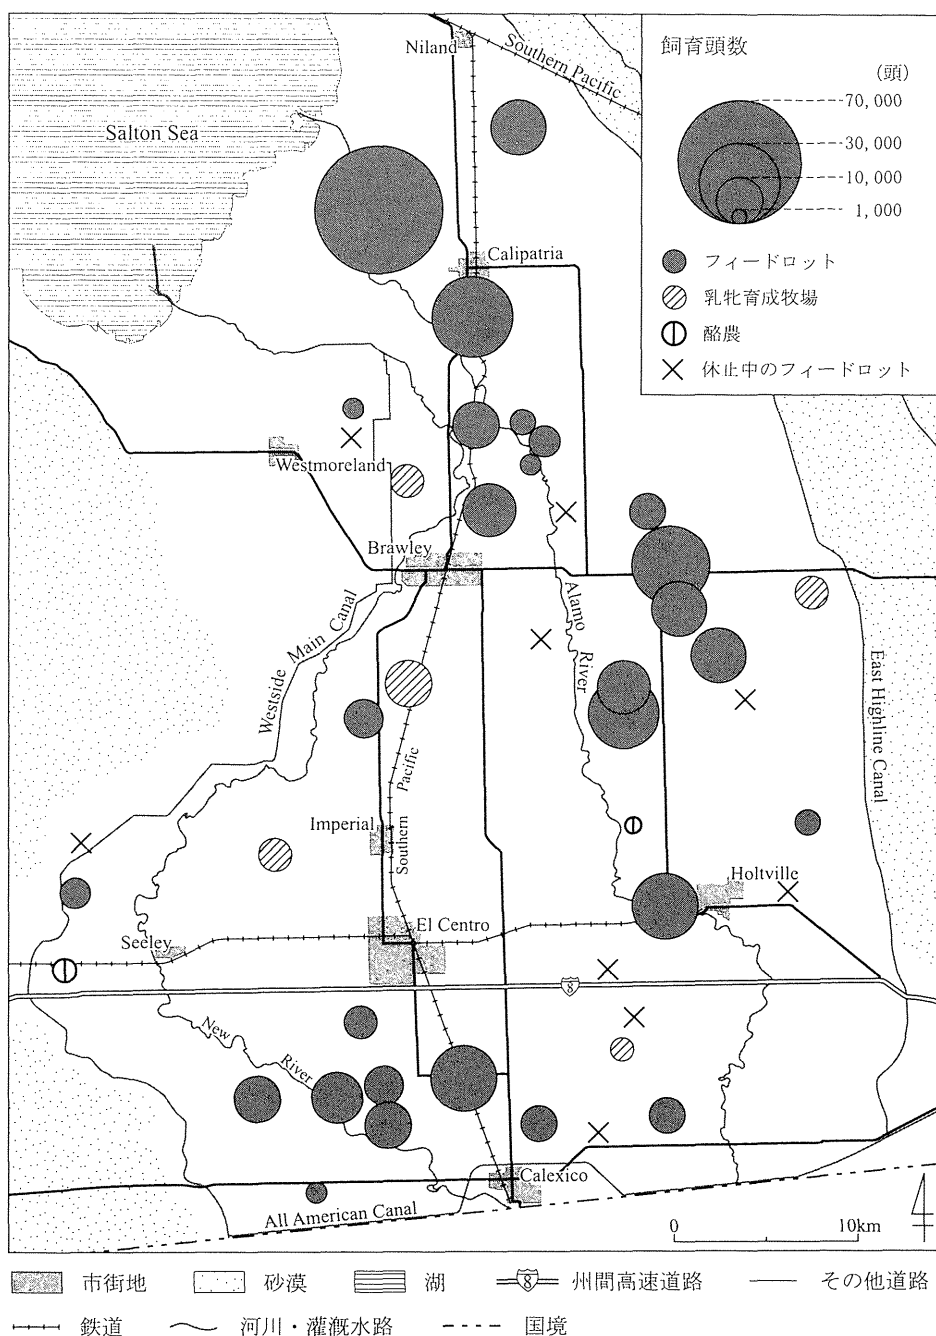 Niland
Southern Pacific
飼育頭数
(頭)
70,000
30,000
10,000
1,000
フィードロット
乳牝育成牧場
酪農
休止中のフィードロット
Salton Sea
Calipatria
Westmoreland
Brawley
Westside Main Canal
Alamo River
East Highline Canal
Pacific
Southern
Imperial
Holtville
El Centro
Seeley
8
New River
Calexico
All American Canal
0 10km
市街地 砂漠 湖 8 州間高速道路 その他道路
鉄道 河川・灌漑水路 国境